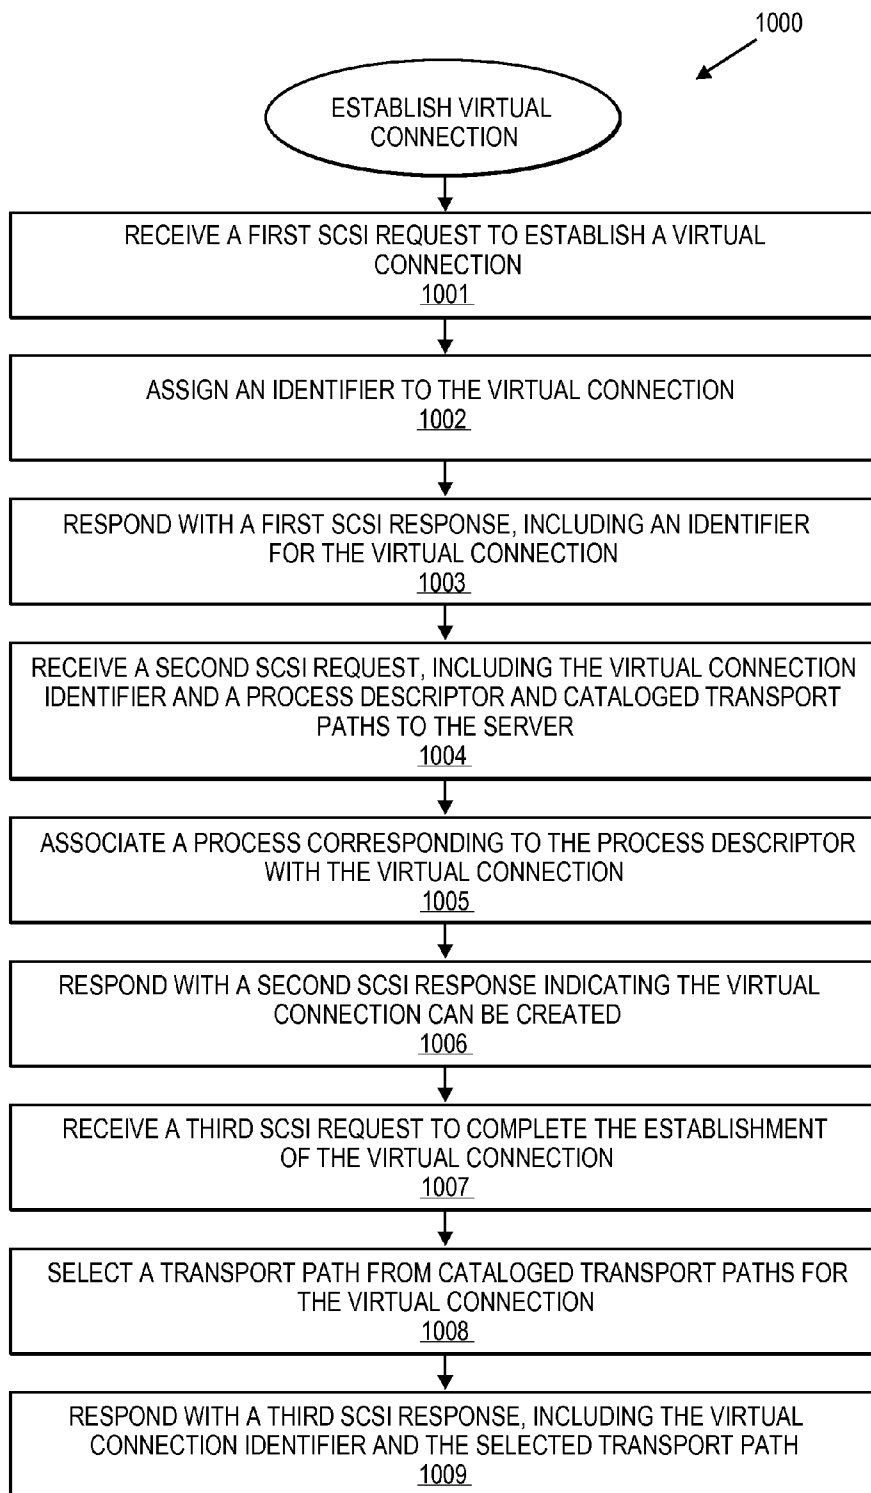 1000
ESTABLISH VIRTUAL
CONNECTION
RECEIVE A FIRST SCSI REQUEST TO ESTABLISH A VIRTUAL
CONNECTION
1001
ASSIGN AN IDENTIFIER TO THE VIRTUAL CONNECTION
1002
RESPOND WITH A FIRST SCSI RESPONSE, INCLUDING AN IDENTIFIER
FOR THE VIRTUAL CONNECTION
1003
RECEIVE A SECOND SCSI REQUEST, INCLUDING THE VIRTUAL CONNECTION
IDENTIFIER AND A PROCESS DESCRIPTOR AND CATALOGED TRANSPORT
PATHS TO THE SERVER
1004
ASSOCIATE A PROCESS CORRESPONDING TO THE PROCESS DESCRIPTOR
WITH THE VIRTUAL CONNECTION
1005
RESPOND WITH A SECOND SCSI RESPONSE INDICATING THE VIRTUAL
CONNECTION CAN BE CREATED
1006
RECEIVE A THIRD SCSI REQUEST TO COMPLETE THE ESTABLISHMENT
OF THE VIRTUAL CONNECTION
1007
SELECT A TRANSPORT PATH FROM CATALOGED TRANSPORT PATHS FOR
THE VIRTUAL CONNECTION
1008
RESPOND WITH A THIRD SCSI RESPONSE, INCLUDING THE VIRTUAL
CONNECTION IDENTIFIER AND THE SELECTED TRANSPORT PATH
1009